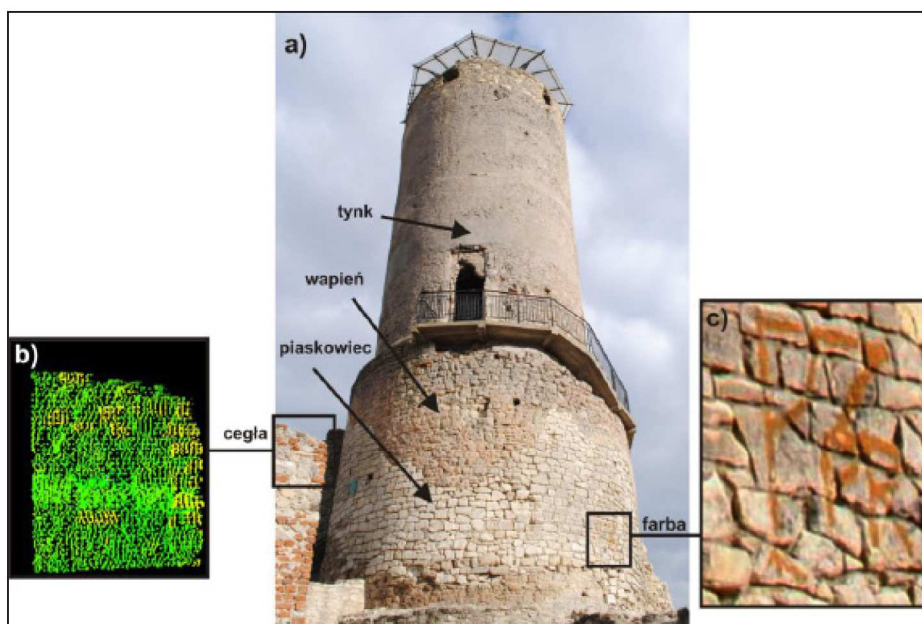 a)
tynk
wapień
piaskowiec
b)
cegła
c)
farba